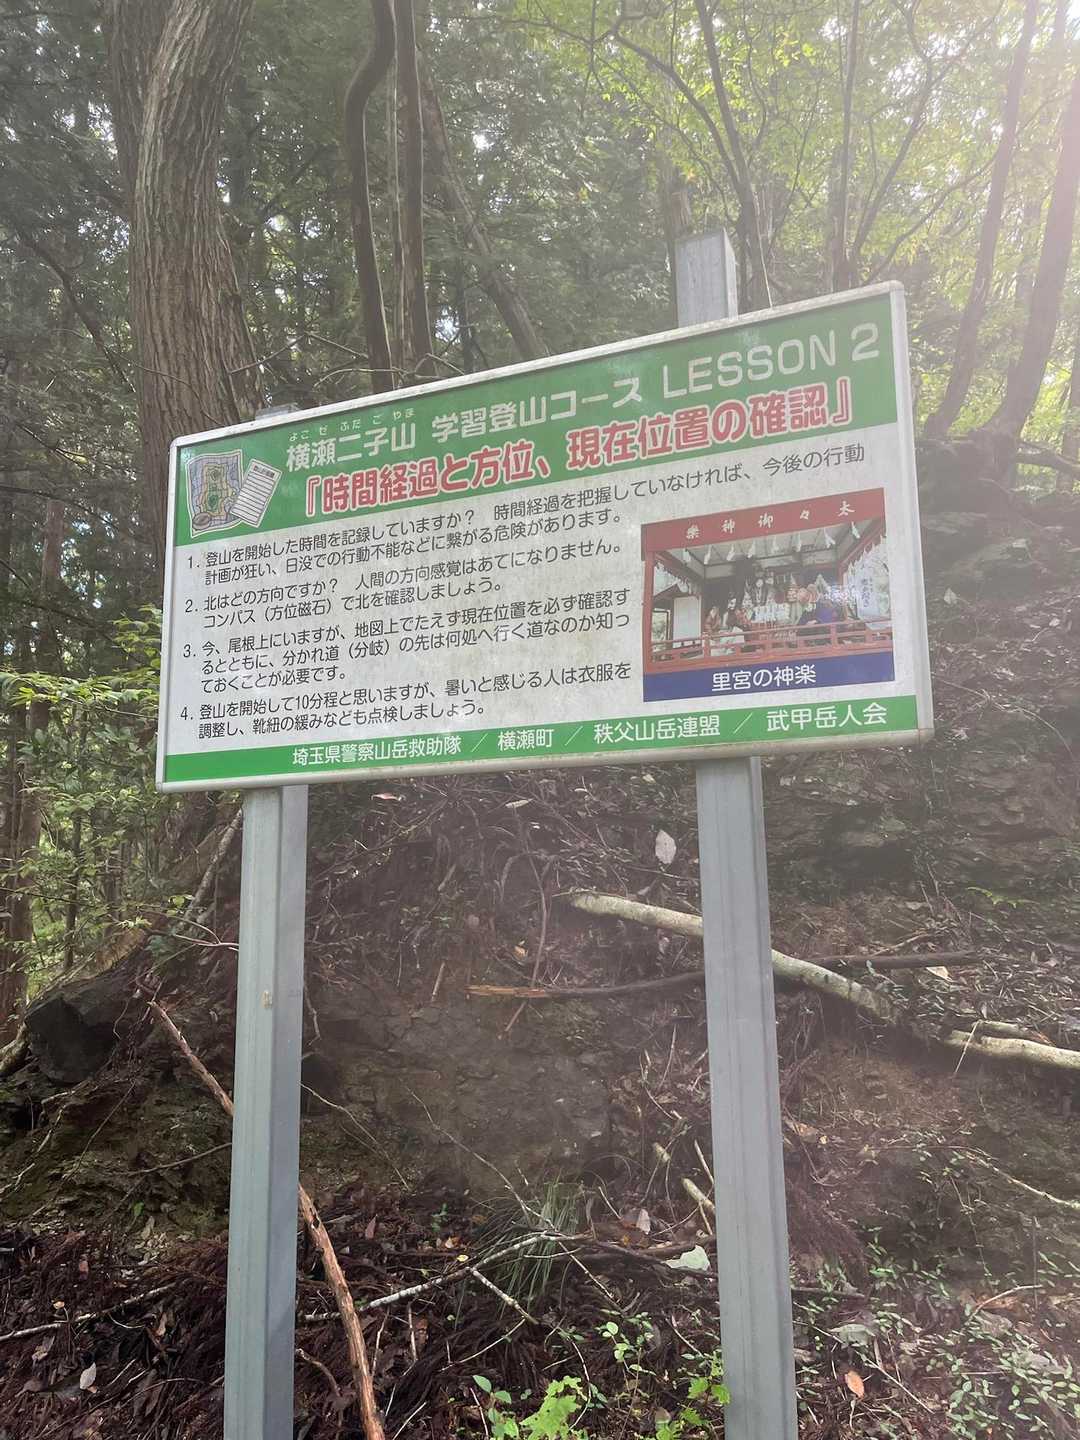 よこぜ ふたごやま
横瀬二子山 学習登山コース LESSON 2
『時間経過と方位、現在位置の確認』
1. 登山を開始した時間を記録していますか？ 時間経過を把握していなければ、今後の行動
計画が狂い、日没での行動不能などに繋がる危険があります。
2. 北はどの方向ですか？ 人間の方向感覚はあてになりません。
コンパス（方位磁石）で北を確認しましょう。
3. 今、尾根上にいますが、地図上でたえず現在位置を必ず確認す
るとともに、分かれ道（分岐）の先は何処へ行く道なのか知っ
ておくことが必要です。
4. 登山を開始して10分程と思いますが、暑いと感じる人は衣服を
調整し、靴紐の緩みなども点検しましょう。
楽神御々太
里宮の神楽
埼玉県警察山岳救助隊 ／ 横瀬町 ／ 秩父山岳連盟 ／ 武甲岳人会